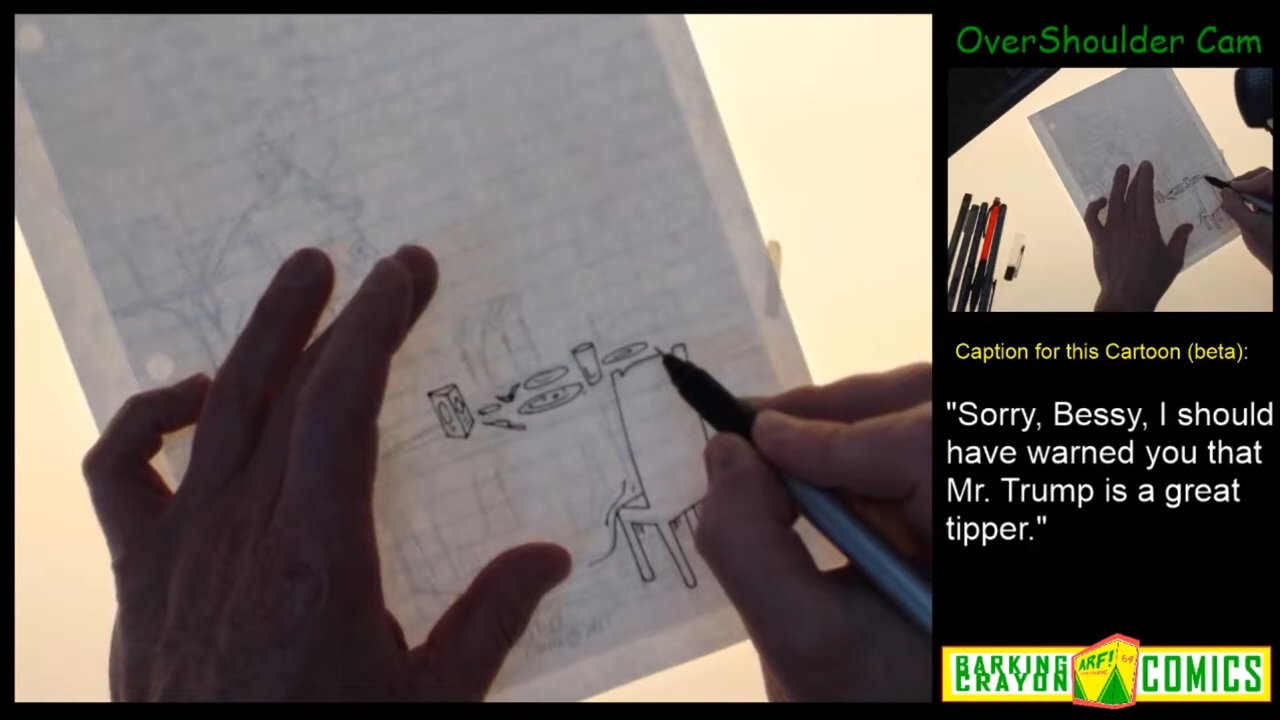 OverShoulder Cam
Caption for this Cartoon (beta):
"Sorry, Bessy, I should
have warned you that
Mr. Trump is a great
tipper."
BARKING
CRAYON
ARF!
64
COMICS